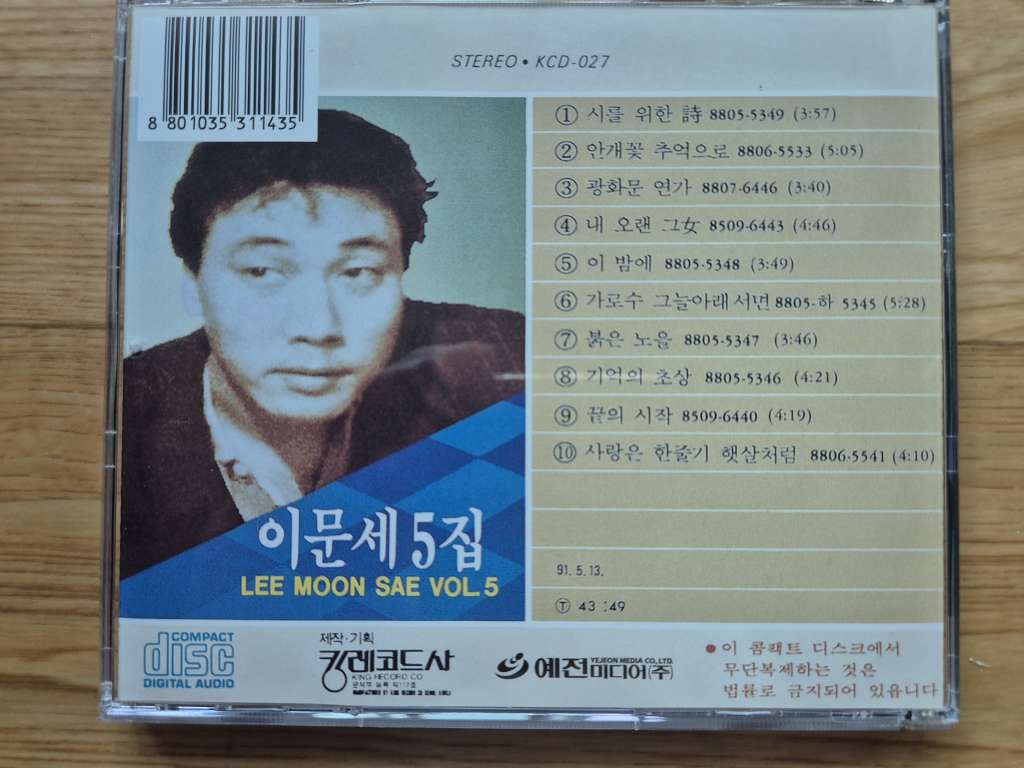 STEREO • KCD-027
8 801035 311435
① 시를 위한 詩 8805-5349 (3:57)
② 안개꽃 추억으로 8806-5533 (5:05)
③ 광화문 연가 8807-6446 (3:40)
④ 내 오랜 그女 8509-6443 (4:46)
⑤ 이 밤에 8805-5348 (3:49)
⑥ 가로수 그늘아래 서면 8805-하 5345 (5:28)
⑦ 붉은 노을 8805-5347 (3:46)
⑧ 기억의 초상 8805-5346 (4:21)
⑨ 끝의 시작 8509-6440 (4:19)
⑩ 사랑은 한줄기 햇살처럼 8806-5541 (4:10)
91. 5. 13.
Ⓣ 43 : 49
이문세 5집
LEE MOON SAE VOL. 5
COMPACT
disc
DIGITAL AUDIO
제작·기획
킹레코드사
KING RECORD CO
예전미디어(주)
YEJEON MEDIA CO., LTD.
● 이 콤팩트 디스크에서
무단복제하는 것은
법률로 금지되어 있읍니다